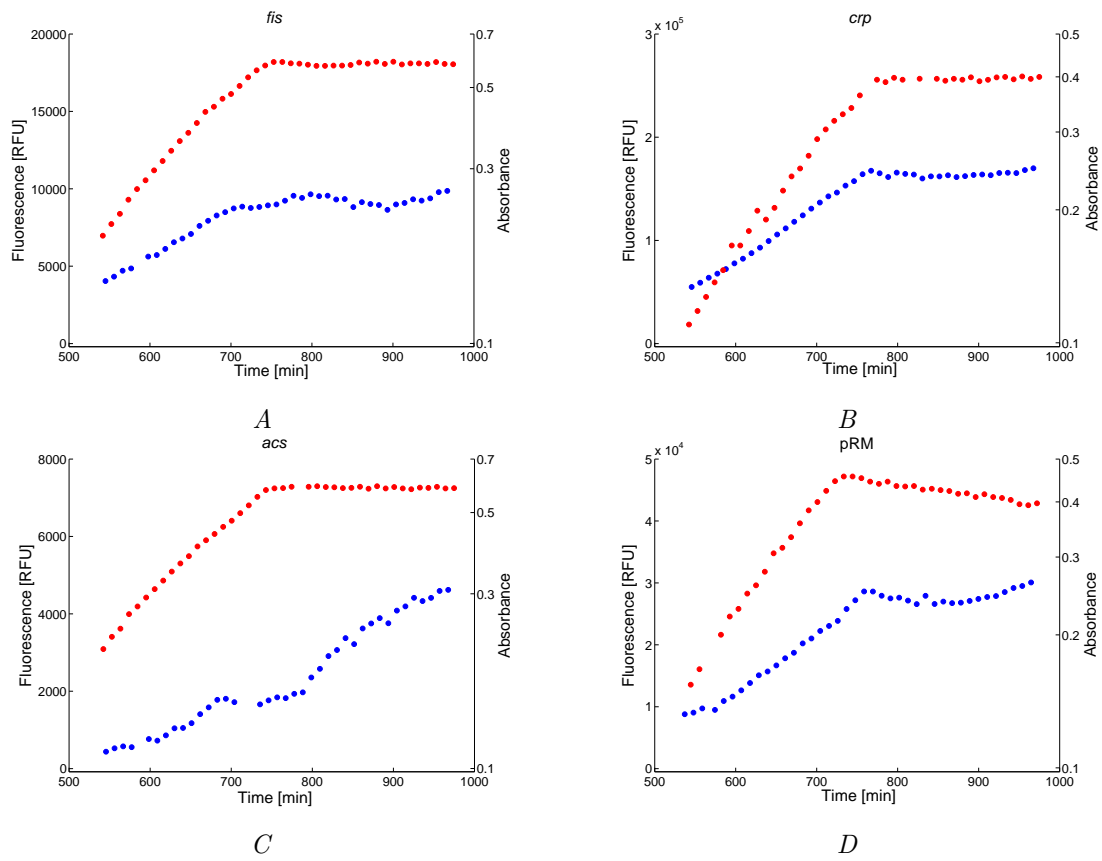 fis
20000
15000
10000
5000
0
Fluorescence [RFU]
0.7
0.5
0.3
0.1
Absorbance
500 600 700 800 900 1000
Time [min]
A
crp
3 x 10^5
2
1
0
Fluorescence [RFU]
0.5
0.4
0.3
0.2
0.1
Absorbance
500 600 700 800 900 1000
Time [min]
B
acs
8000
6000
4000
2000
0
Fluorescence [RFU]
0.7
0.5
0.3
0.1
Absorbance
500 600 700 800 900 1000
Time [min]
C
pRM
5 x 10^4
4
3
2
1
0
Fluorescence [RFU]
0.5
0.4
0.3
0.2
0.1
Absorbance
500 600 700 800 900 1000
Time [min]
D